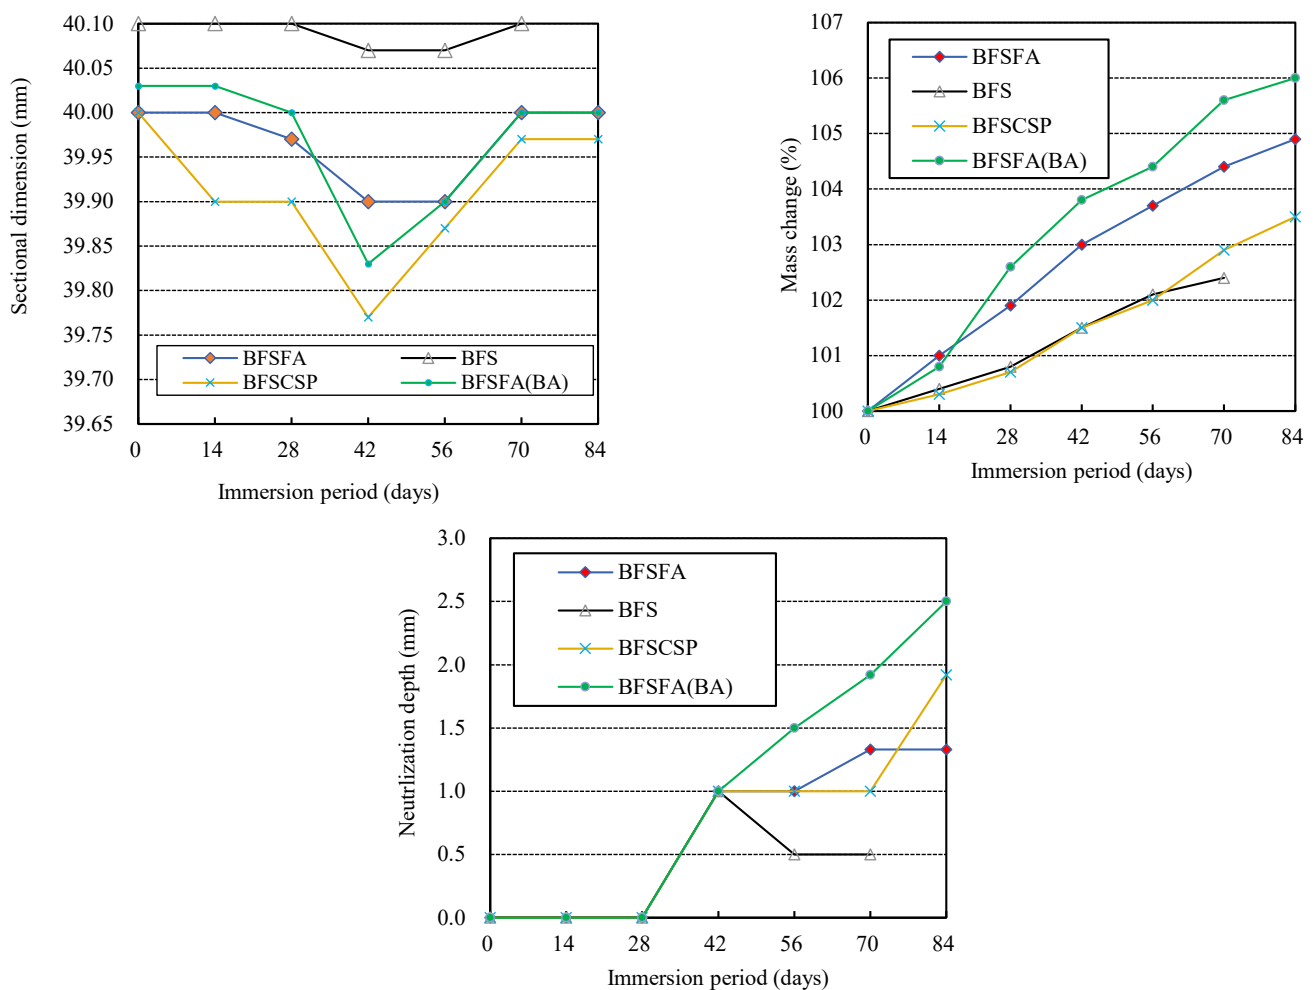 40.10
40.05
40.00
39.95
39.90
39.85
39.80
39.75
39.70
39.65
Sectional dimension (mm)
BFSFA
BFS
BFSCSP
BFSFA(BA)
0 14 28 42 56 70 84
Immersion period (days)
107
106
105
104
103
102
101
100
Mass change (%)
BFSFA
BFS
BFSCSP
BFSFA(BA)
0 14 28 42 56 70 84
Immersion period (days)
3.0
2.5
2.0
1.5
1.0
0.5
0.0
Neutrlization depth (mm)
BFSFA
BFS
BFSCSP
BFSFA(BA)
0 14 28 42 56 70 84
Immersion period (days)